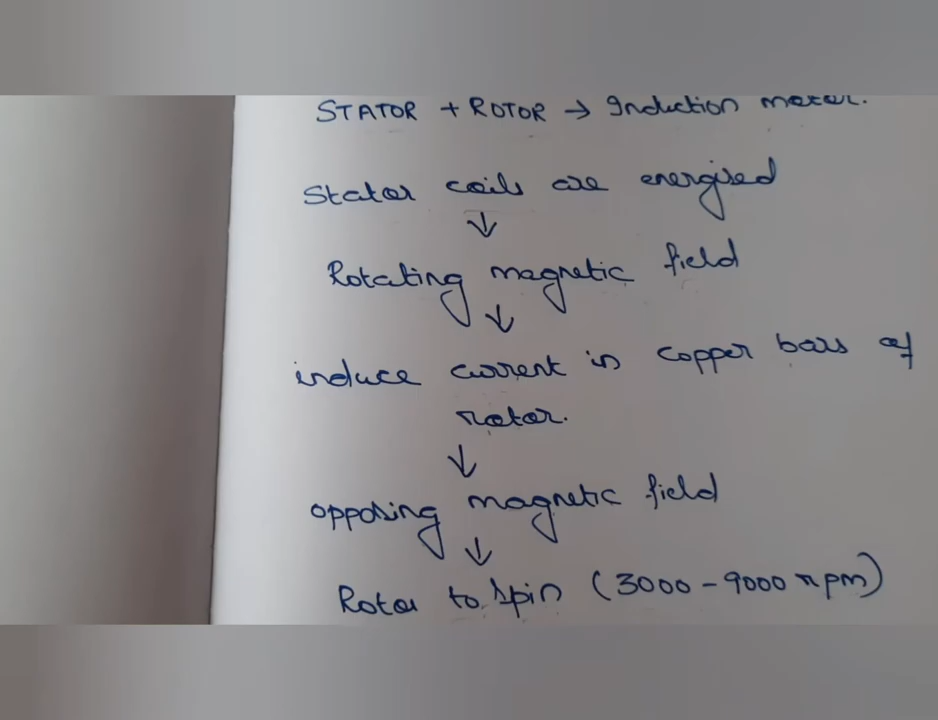 STATOR + ROTOR → Induction motor.
Stator coils are energised
↓
Rotating magnetic field
↓
induce current in copper bars of
rotor.
↓
opposing magnetic field
↓
Rotor to spin (3000-9000 rpm)